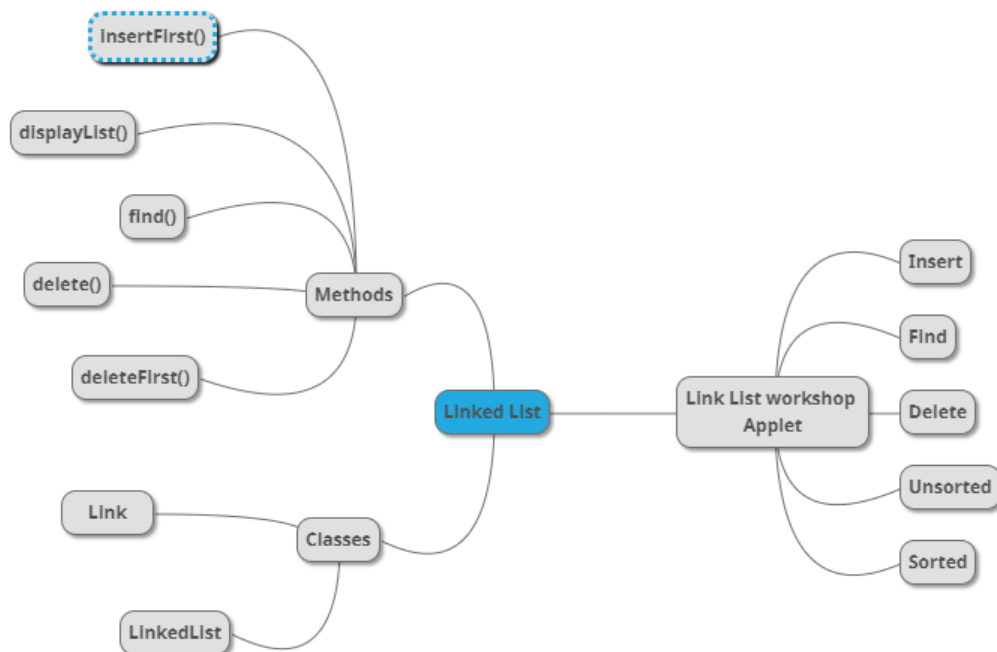 insertFirst()
displayList()
find()
delete()
deleteFirst()
Methods
Linked List
Link
Classes
LinkedList
Link List workshop
Applet
Insert
Find
Delete
Unsorted
Sorted